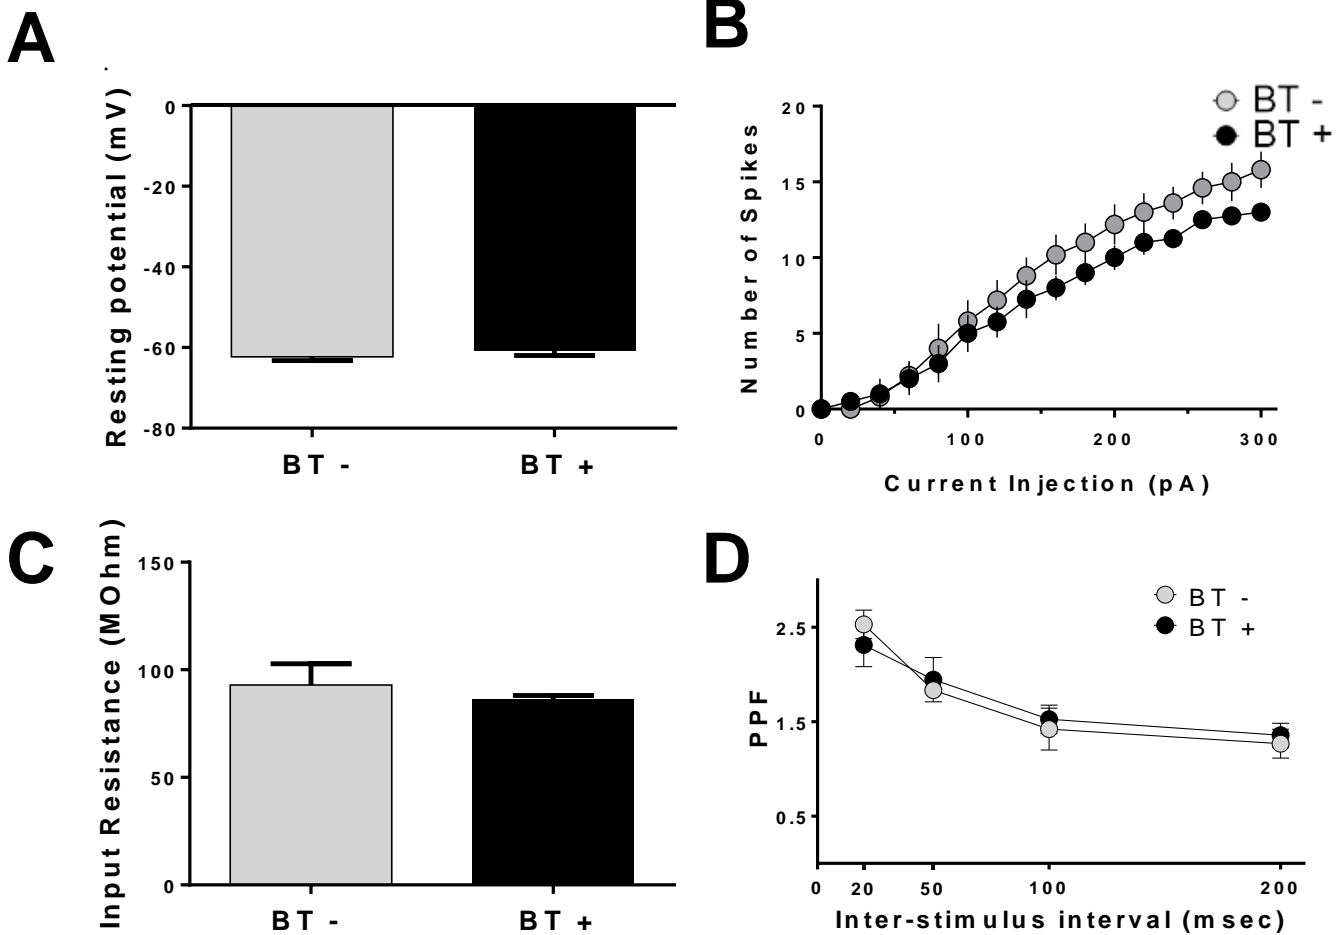 A
Resting potential (mV)
0
-20
-40
-60
-80
BT -
BT +
B
Number of Spikes
20
15
10
5
0
0
100
200
300
Current Injection (pA)
BT -
BT +
C
Input Resistance (MOhm)
150
100
50
0
BT -
BT +
D
PPF
2.5
1.5
0.5
0
20
50
100
200
Inter-stimulus interval (msec)
BT -
BT +